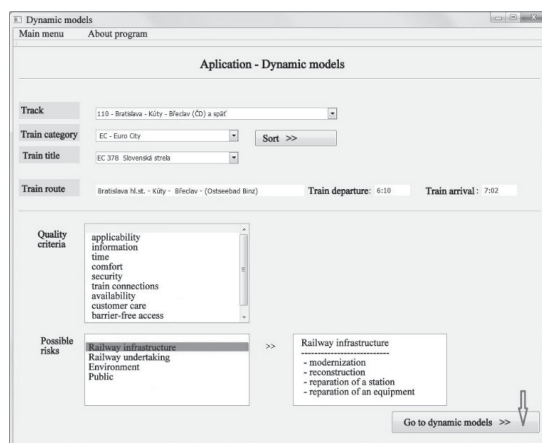 Dynamic models
Main menu About program
Aplication - Dynamic models
Track 110 - Bratislava - Kúty - Břeclav (ČD) a späť
Train category EC - Euro City Sort >>
Train title EC 378 Slovenská strela
Train route Bratislava hl.st. - Kúty - Břeclav - (Ostseebad Binz) Train departure: 6:10 Train arrival : 7:02
Quality criteria
applicability
information
time
comfort
security
train connections
availability
customer care
barrier-free access
Possible risks
Railway infrastructure
Railway undertaking
Environment
Public
>>
Railway infrastructure
----------------------------
- modernization
- reconstruction
- reparation of a station
- reparation of an equipment
Go to dynamic models >>